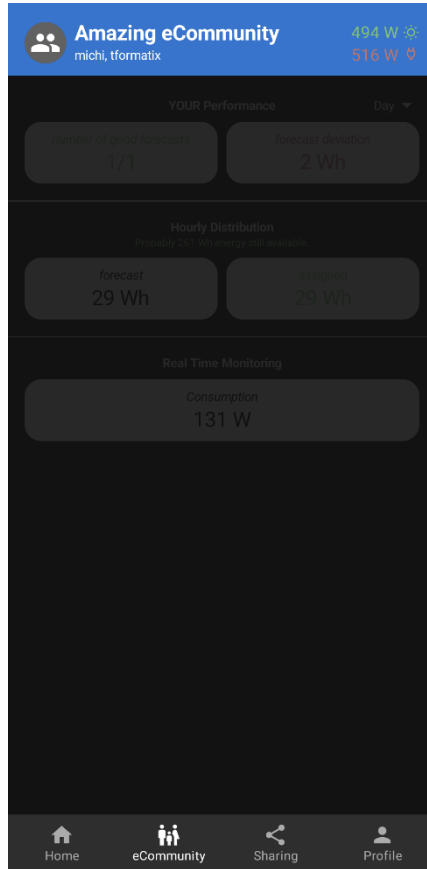 Amazing eCommunity
494 W
michi, tformatix
516 W
YOUR Performance
Day
number of good forecasts
forecast deviation
1/1
2 Wh
Hourly Distribution
Probably 261 Wh energy still available.
forecast
assigned
29 Wh
29 Wh
Real Time Monitoring
Consumption
131 W
Home
eCommunity
Sharing
Profile